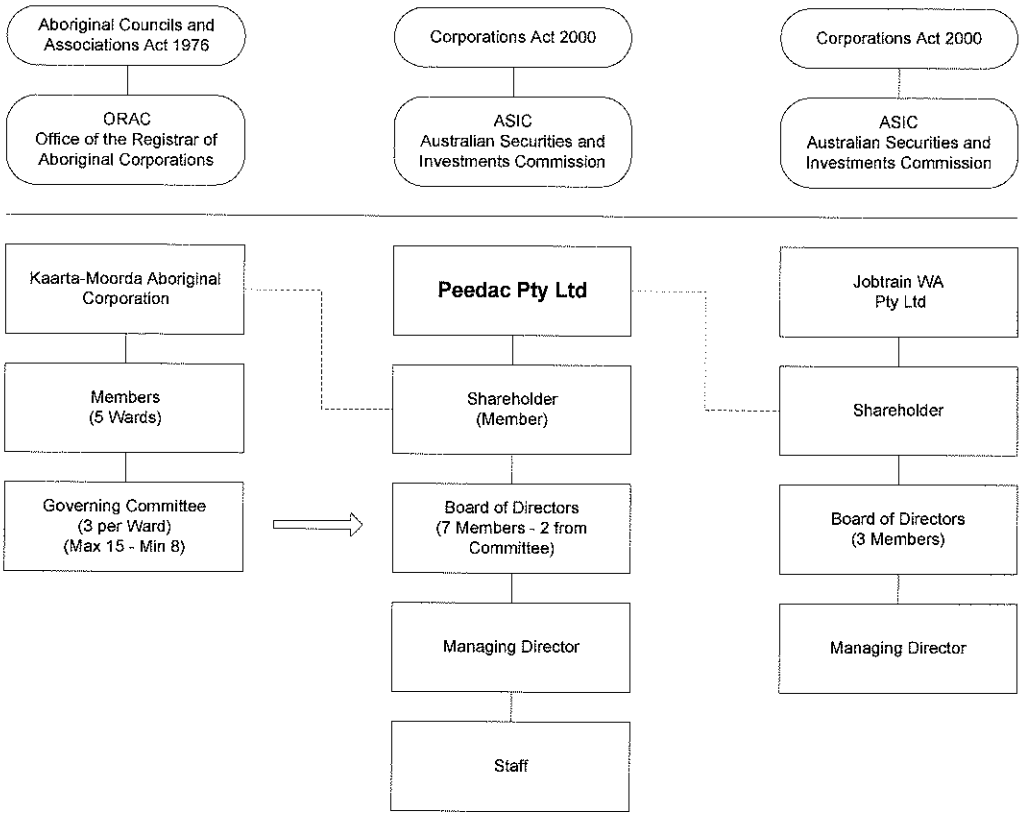 Aboriginal Councils and
Associations Act 1976
Corporations Act 2000
Corporations Act 2000
ORAC
Office of the Registrar of
Aboriginal Corporations
ASIC
Australian Securities and
Investments Commission
ASIC
Australian Securities and
Investments Commission
Kaarta-Moorda Aboriginal
Corporation
Peedac Pty Ltd
Jobtrain WA
Pty Ltd
Members
(5 Wards)
Shareholder
(Member)
Shareholder
Governing Committee
(3 per Ward)
(Max 15 - Min 8)
Board of Directors
(7 Members - 2 from
Committee)
Board of Directors
(3 Members)
Managing Director
Managing Director
Staff